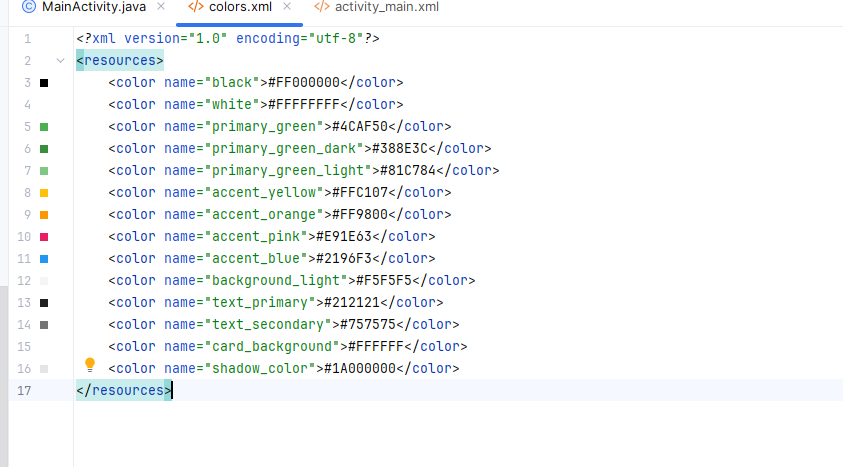 MainActivity.java colors.xml activity_main.xml
1 <?xml version="1.0" encoding="utf-8"?>
2 <resources>
3 <color name="black">#FF000000</color>
4 <color name="white">#FFFFFFFF</color>
5 <color name="primary_green">#4CAF50</color>
6 <color name="primary_green_dark">#388E3C</color>
7 <color name="primary_green_light">#81C784</color>
8 <color name="accent_yellow">#FFC107</color>
9 <color name="accent_orange">#FF9800</color>
10 <color name="accent_pink">#E91E63</color>
11 <color name="accent_blue">#2196F3</color>
12 <color name="background_light">#F5F5F5</color>
13 <color name="text_primary">#212121</color>
14 <color name="text_secondary">#757575</color>
15 <color name="card_background">#FFFFFF</color>
16 <color name="shadow_color">#1A000000</color>
17 </resources>